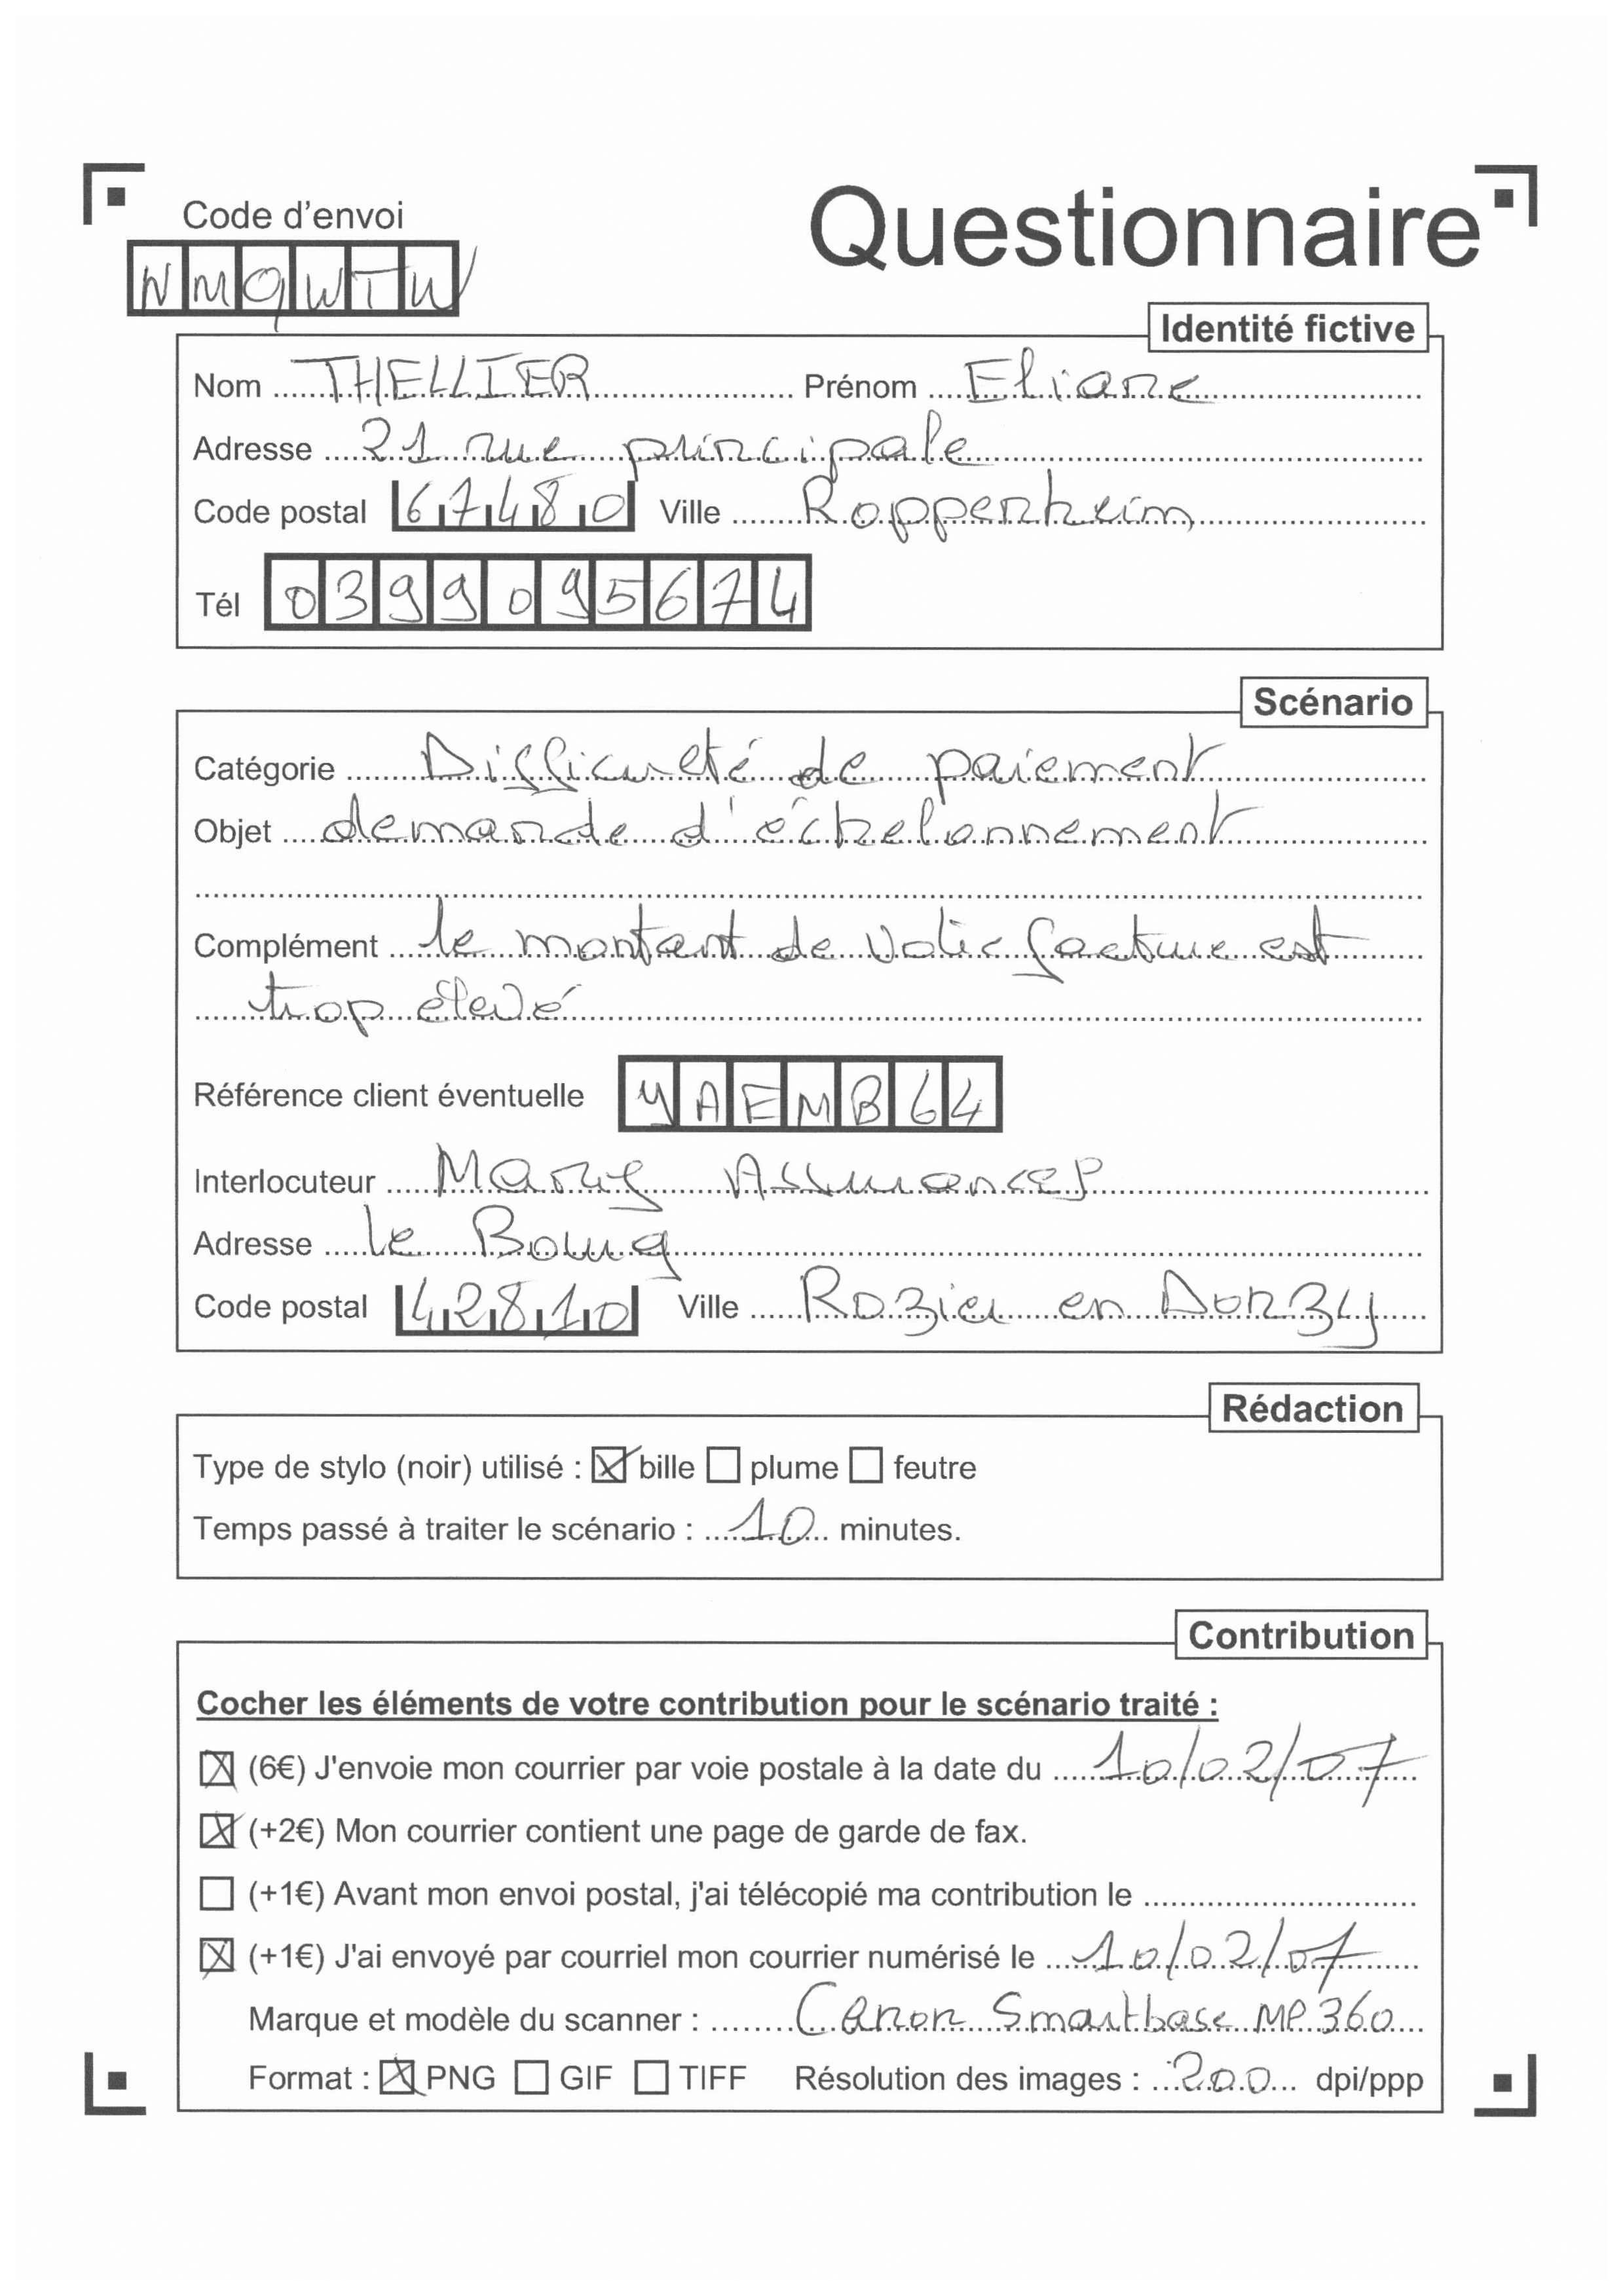 Code d'envoi
Questionnaire
NMQWTW
Identité fictive
Nom THELLIER Prénom Eliane
Adresse 21 rue principale
Code postal 67480 Ville Roppenheim
Tél 0399095674
Scénario
Catégorie Difficulté de paiement
Objet demande d'échelonnement
Complément le montant de votre facture est
trop élevé
Référence client éventuelle YAEMB64
Interlocuteur Assurances
Adresse le Bourg
Code postal 42810 Ville Rozier en Donzy
Rédaction
Type de stylo (noir) utilisé : ☒ bille ☐ plume ☐ feutre
Temps passé à traiter le scénario : 10 minutes.
Contribution
Cocher les éléments de votre contribution pour le scénario traité :
☒ (6€) J'envoie mon courrier par voie postale à la date du 10/02/07
☒ (+2€) Mon courrier contient une page de garde de fax.
☐ (+1€) Avant mon envoi postal, j'ai télécopié ma contribution le
☒ (+1€) J'ai envoyé par courriel mon courrier numérisé le 10/02/07
Marque et modèle du scanner : Canon Smartbase MP 360
Format : ☒ PNG ☐ GIF ☐ TIFF Résolution des images : 200 dpi/ppp